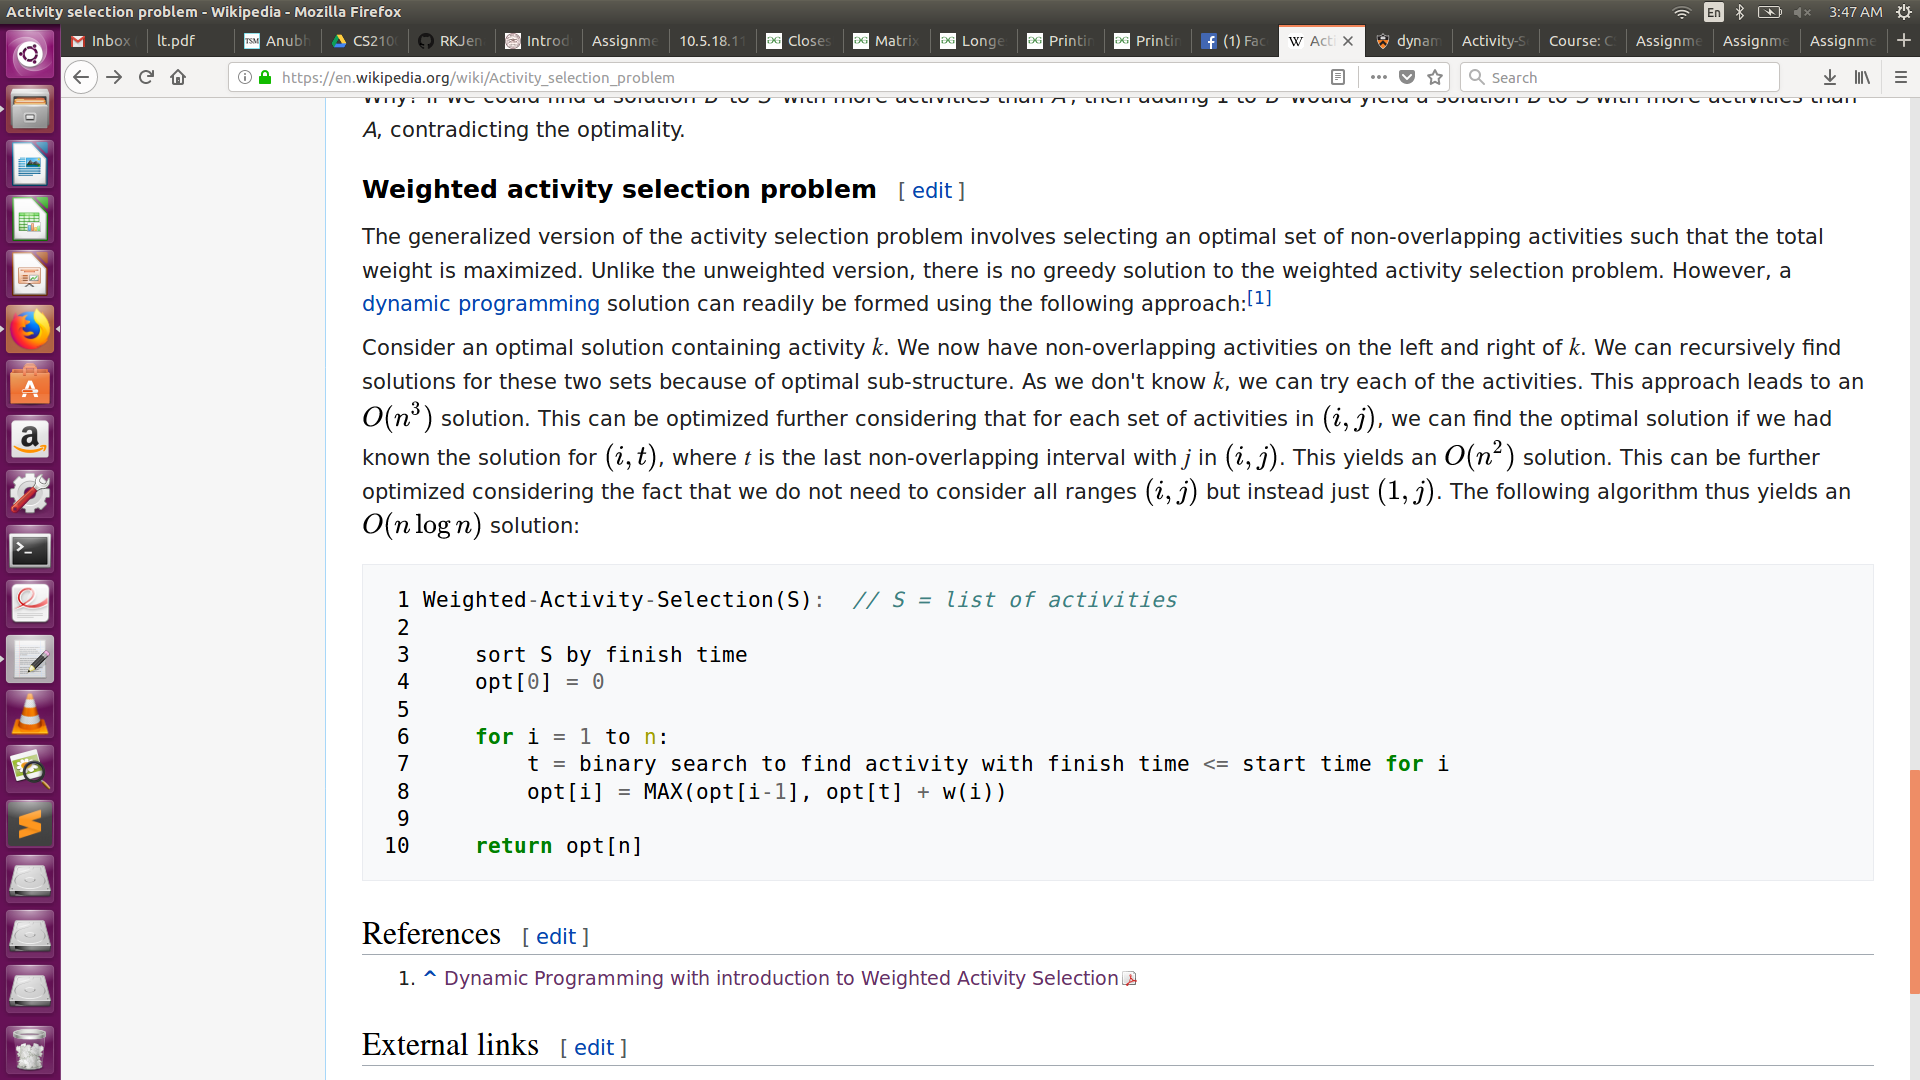 Activity selection problem - Wikipedia - Mozilla Firefox
En 3:47 AM
Inbox lt.pdf TSM Anubh CS210 RKJen Introd Assignme 10.5.18.11 GG Closes GG Matrix GG Longe GG Printin GG Printin (1) Fac W Acti dynam Activity-S Course: C Assignme Assignme Assignme
https://en.wikipedia.org/wiki/Activity_selection_problem Search
A, contradicting the optimality.
Weighted activity selection problem [ edit ]
The generalized version of the activity selection problem involves selecting an optimal set of non-overlapping activities such that the total
weight is maximized. Unlike the unweighted version, there is no greedy solution to the weighted activity selection problem. However, a
dynamic programming solution can readily be formed using the following approach:[1]
Consider an optimal solution containing activity k. We now have non-overlapping activities on the left and right of k. We can recursively find
solutions for these two sets because of optimal sub-structure. As we don't know k, we can try each of the activities. This approach leads to an
O(n³) solution. This can be optimized further considering that for each set of activities in (i, j), we can find the optimal solution if we had
known the solution for (i, t), where t is the last non-overlapping interval with j in (i, j). This yields an O(n²) solution. This can be further
optimized considering the fact that we do not need to consider all ranges (i, j) but instead just (1, j). The following algorithm thus yields an
O(n log n) solution:
1 Weighted-Activity-Selection(S): // S = list of activities
2
3 sort S by finish time
4 opt[0] = 0
5
6 for i = 1 to n:
7 t = binary search to find activity with finish time <= start time for i
8 opt[i] = MAX(opt[i-1], opt[t] + w(i))
9
10 return opt[n]
References [ edit ]
1. ^ Dynamic Programming with introduction to Weighted Activity Selection
External links [ edit ]